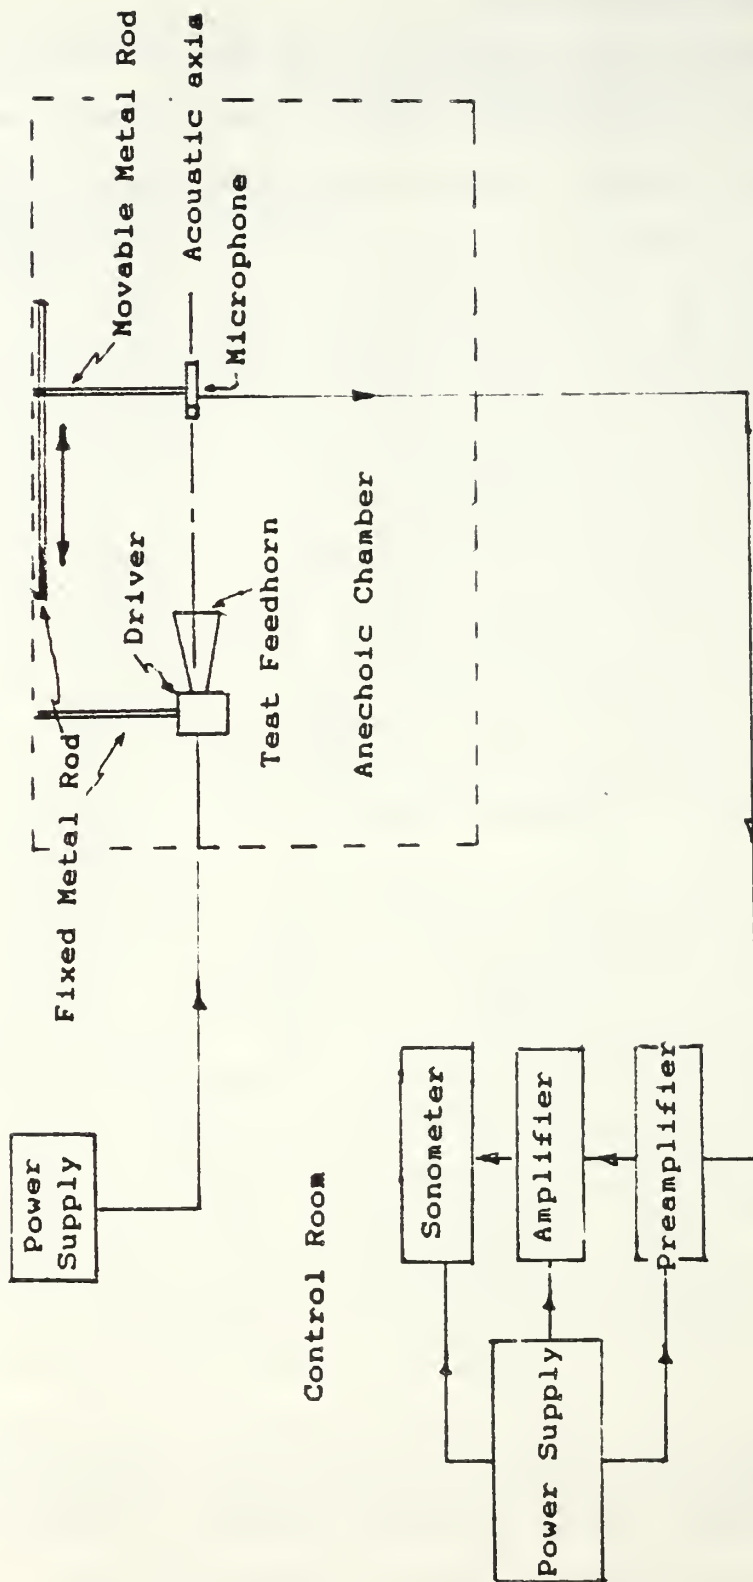 Movable Metal Rod
Acoustic axis
Microphone
Driver
Test Feedhorn
Anechoic Chamber
Fixed Metal Rod
Power
Supply
Control Room
Sonometer
Amplifier
Preamplifier
Power Supply